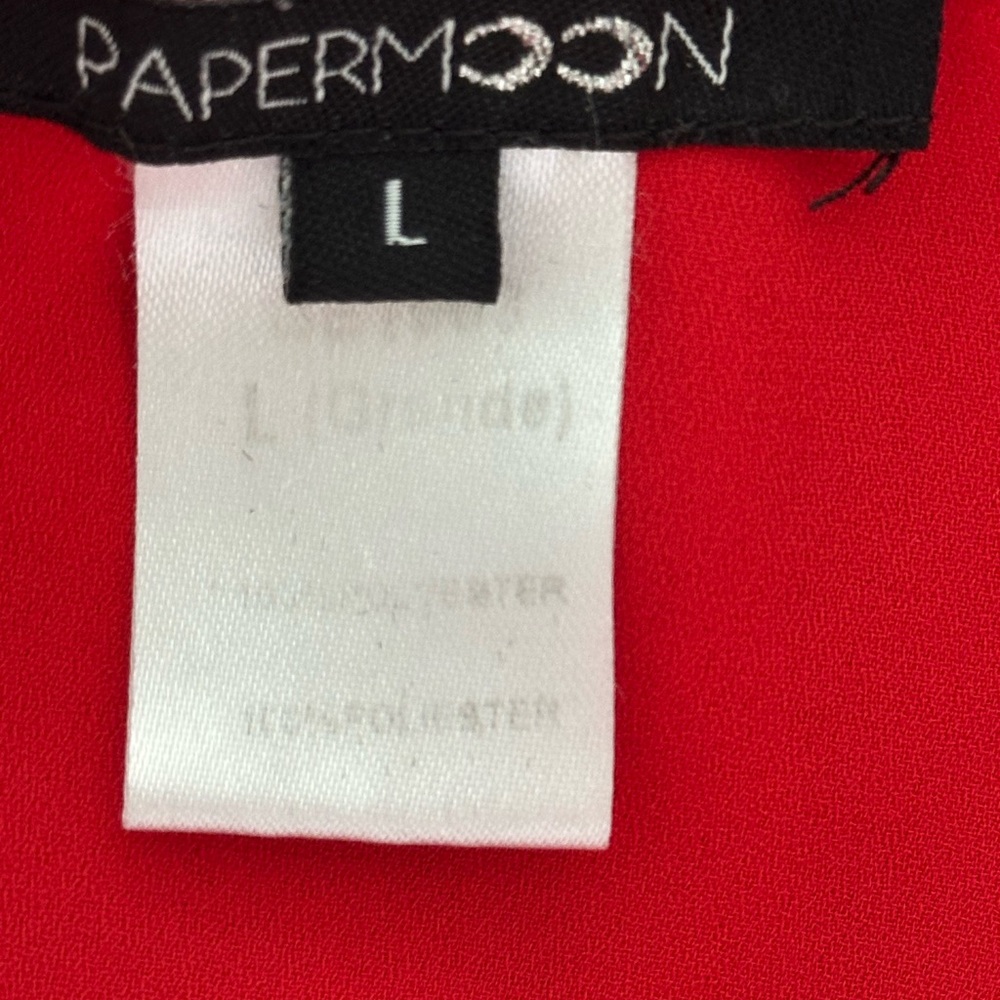 PAPERMOON
L
L (Grande)
100% POLYESTER
100% POLIESTER